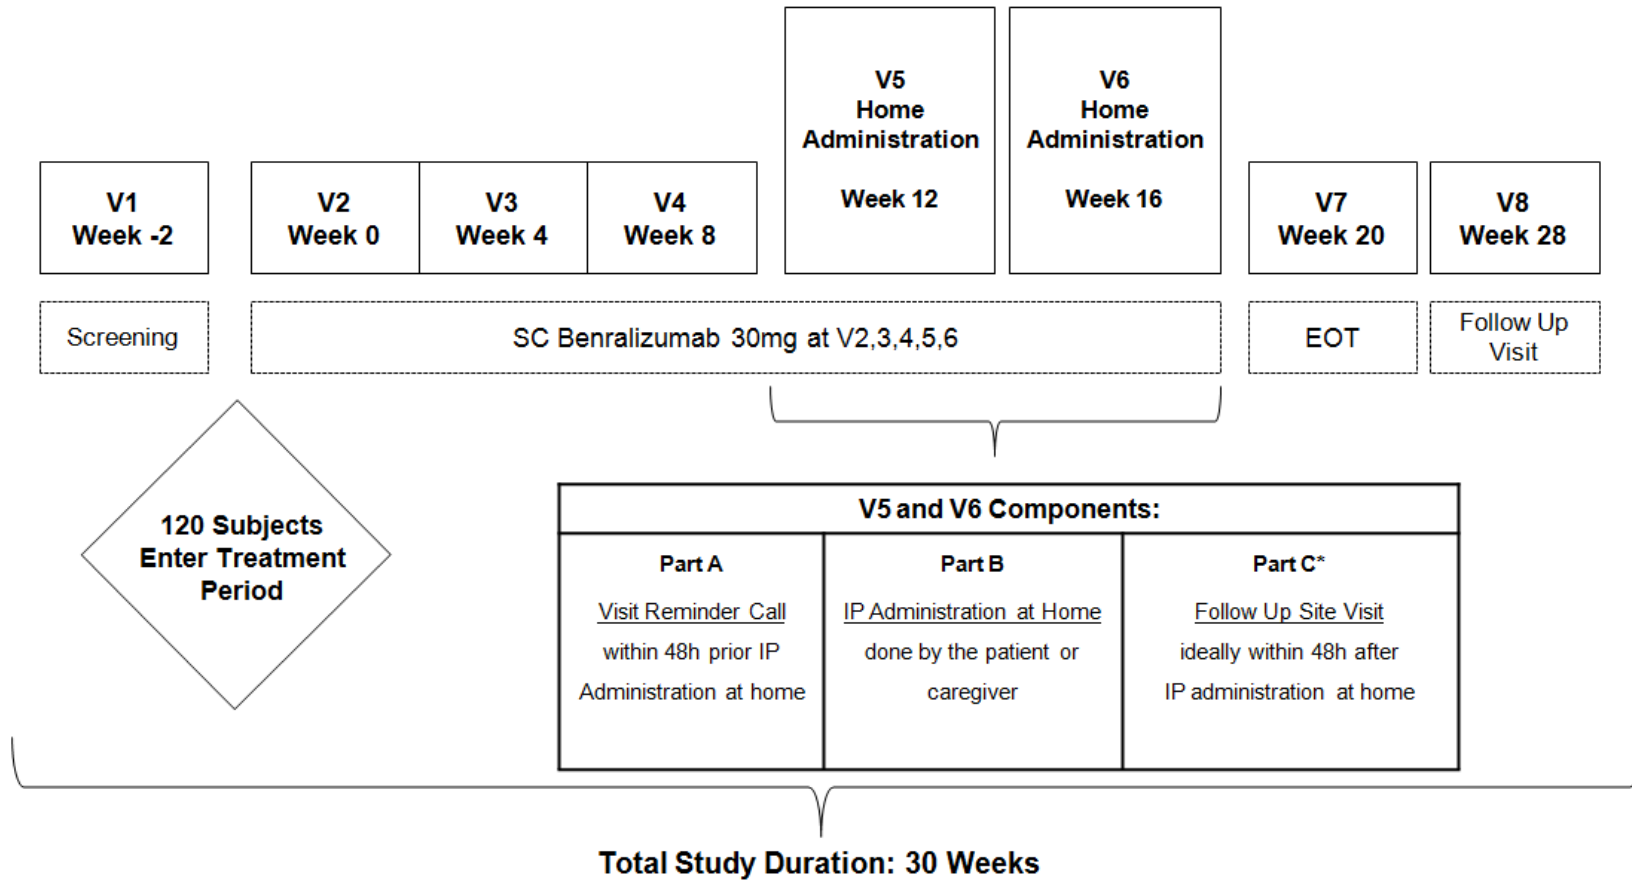 V1
Week -2
V2
Week 0
V3
Week 4
V4
Week 8
V5
Home
Administration
Week 12
V6
Home
Administration
Week 16
V7
Week 20
V8
Week 28
Screening
SC Benralizumab 30mg at V2,3,4,5,6
EOT
Follow Up
Visit
120 Subjects
Enter Treatment
Period
V5 and V6 Components:
Part A
Visit Reminder Call
within 48h prior IP
Administration at home
Part B
IP Administration at Home
done by the patient or
caregiver
Part C*
Follow Up Site Visit
ideally within 48h after
IP administration at home
Total Study Duration: 30 Weeks